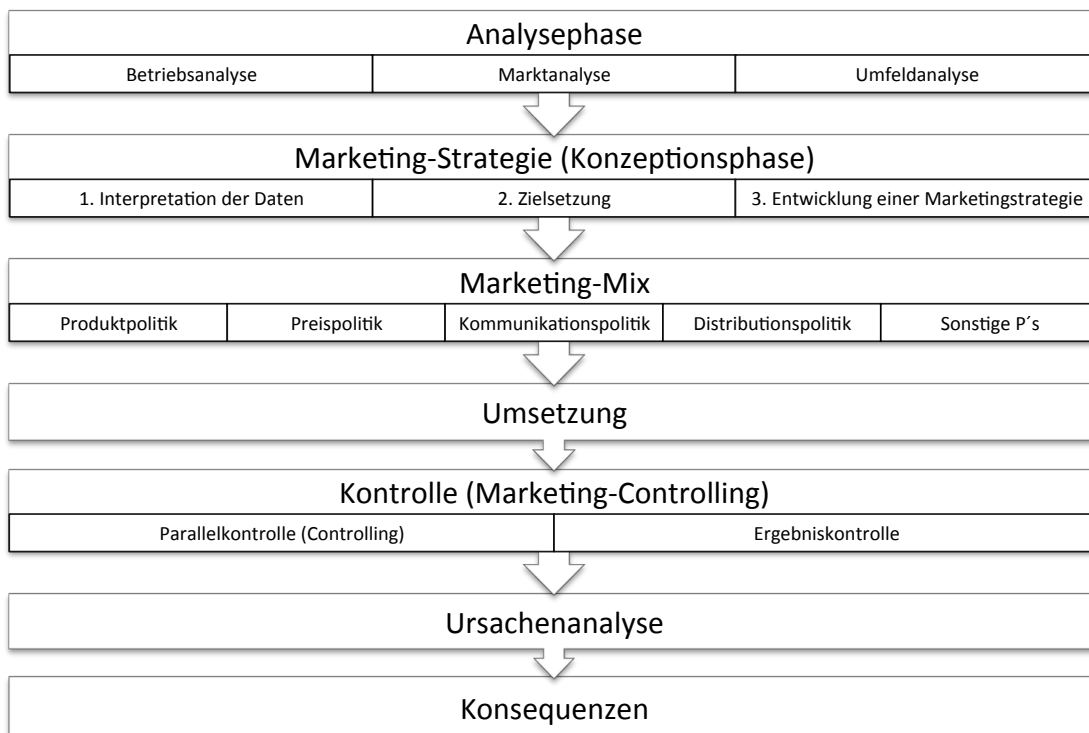 Analysephase
Betriebsanalyse
Marktanalyse
Umfeldanalyse
Marketing-Strategie (Konzeptionsphase)
1. Interpretation der Daten
2. Zielsetzung
3. Entwicklung einer Marketingstrategie
Marketing-Mix
Produktpolitik
Preispolitik
Kommunikationspolitik
Distributionspolitik
Sonstige P´s
Umsetzung
Kontrolle (Marketing-Controlling)
Parallelkontrolle (Controlling)
Ergebniskontrolle
Ursachenanalyse
Konsequenzen